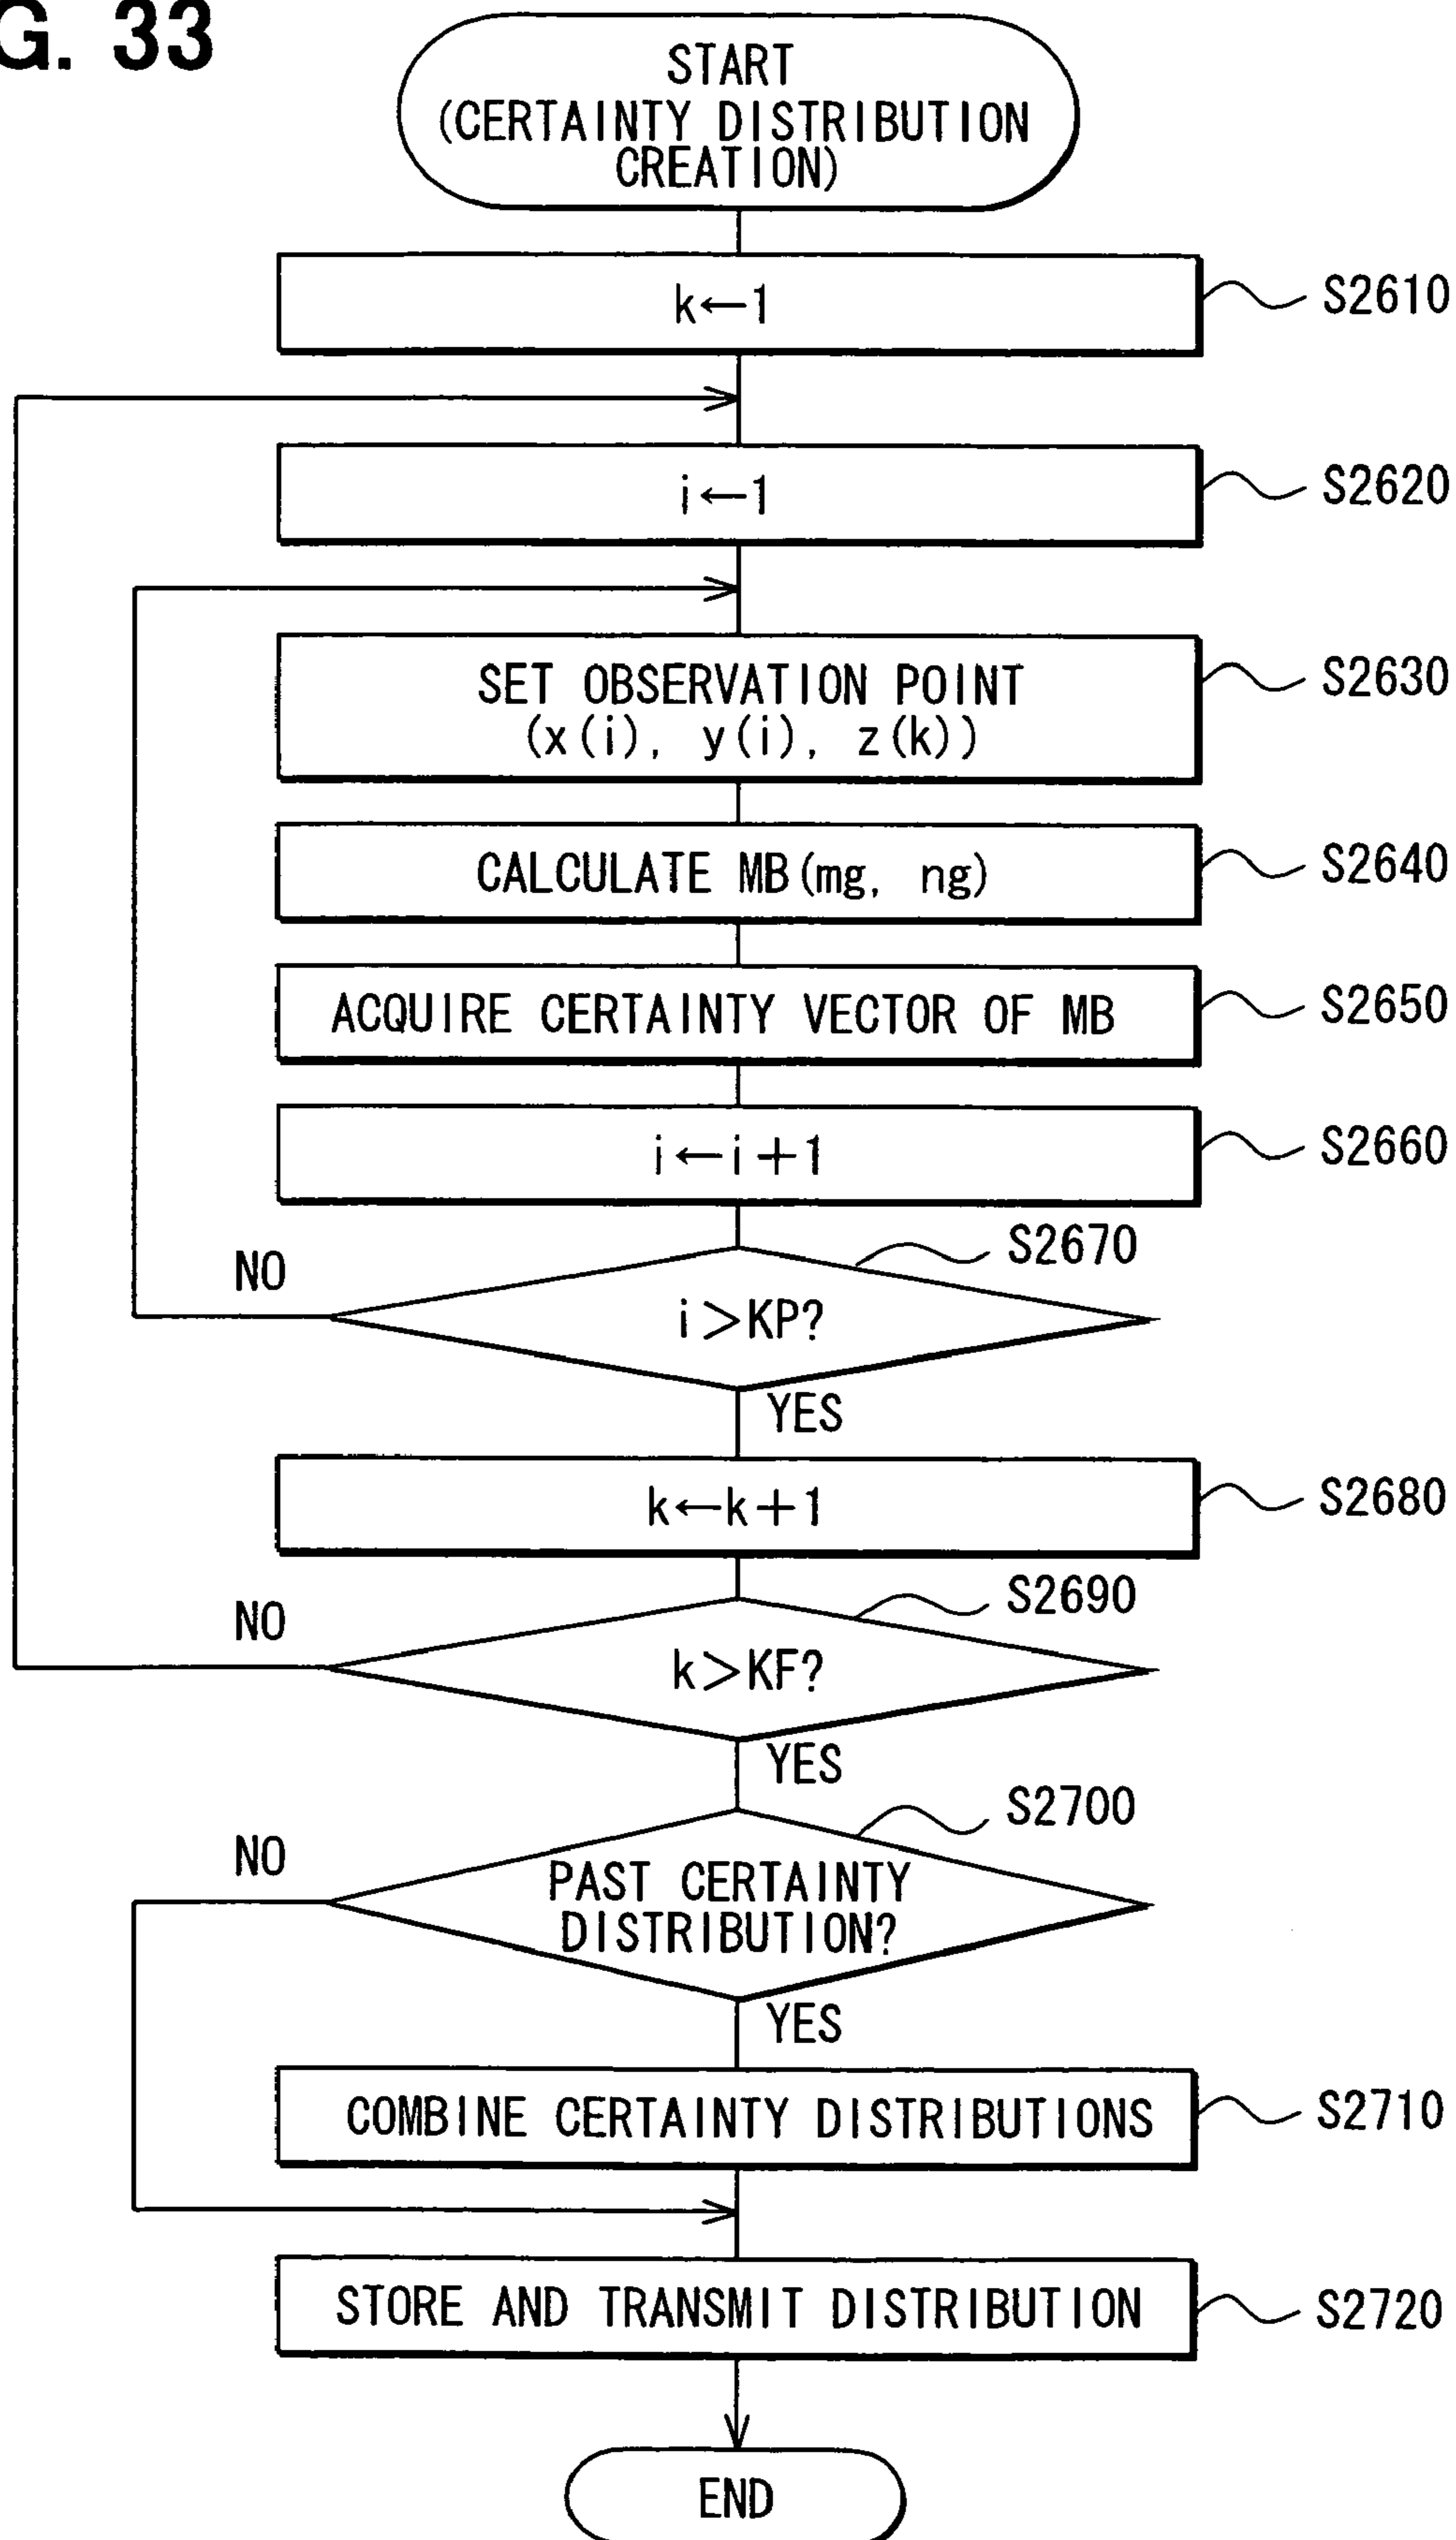 G. 33
START
(CERTAINTY DISTRIBUTION
CREATION)
k←1
S2610
i←1
S2620
SET OBSERVATION POINT
(x(i), y(i), z(k))
S2630
CALCULATE MB(mg, ng)
S2640
ACQUIRE CERTAINTY VECTOR OF MB
S2650
i←i+1
S2660
S2670
NO
i>KP?
YES
k←k+1
S2680
S2690
NO
k>KF?
YES
S2700
NO
PAST CERTAINTY
DISTRIBUTION?
YES
COMBINE CERTAINTY DISTRIBUTIONS
S2710
STORE AND TRANSMIT DISTRIBUTION
S2720
END